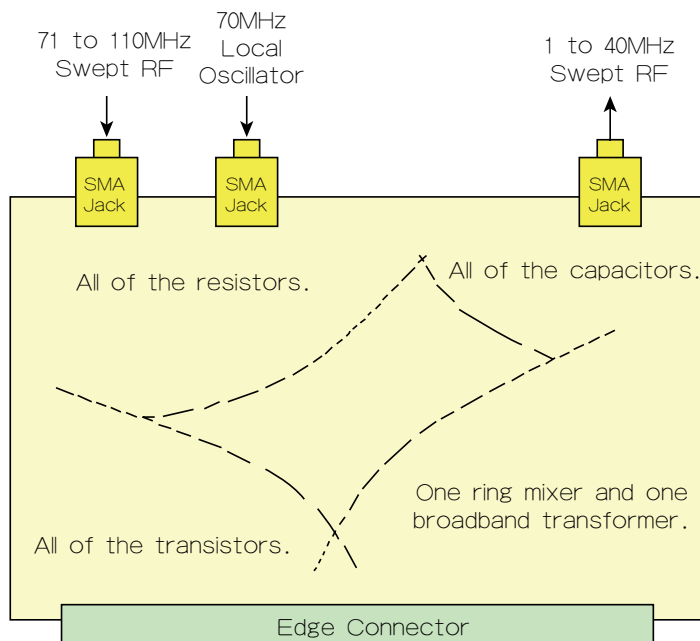 71 to 110MHz
Swept RF
70MHz
Local
Oscillator
1 to 40MHz
Swept RF
SMA
Jack
SMA
Jack
SMA
Jack
All of the resistors.
All of the capacitors.
One ring mixer and one
broadband transformer.
All of the transistors.
Edge Connector